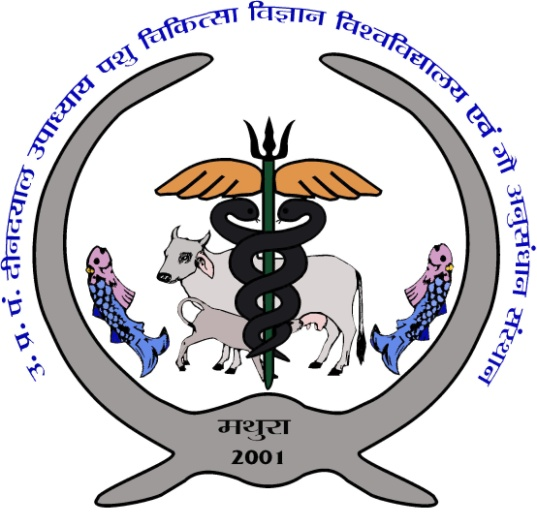 उ. प्र. पं. दीनदयाल उपाध्याय पशु चिकित्सा विज्ञान विश्वविद्यालय एवं गौ अनुसंधान संस्थान
मथुरा
2001